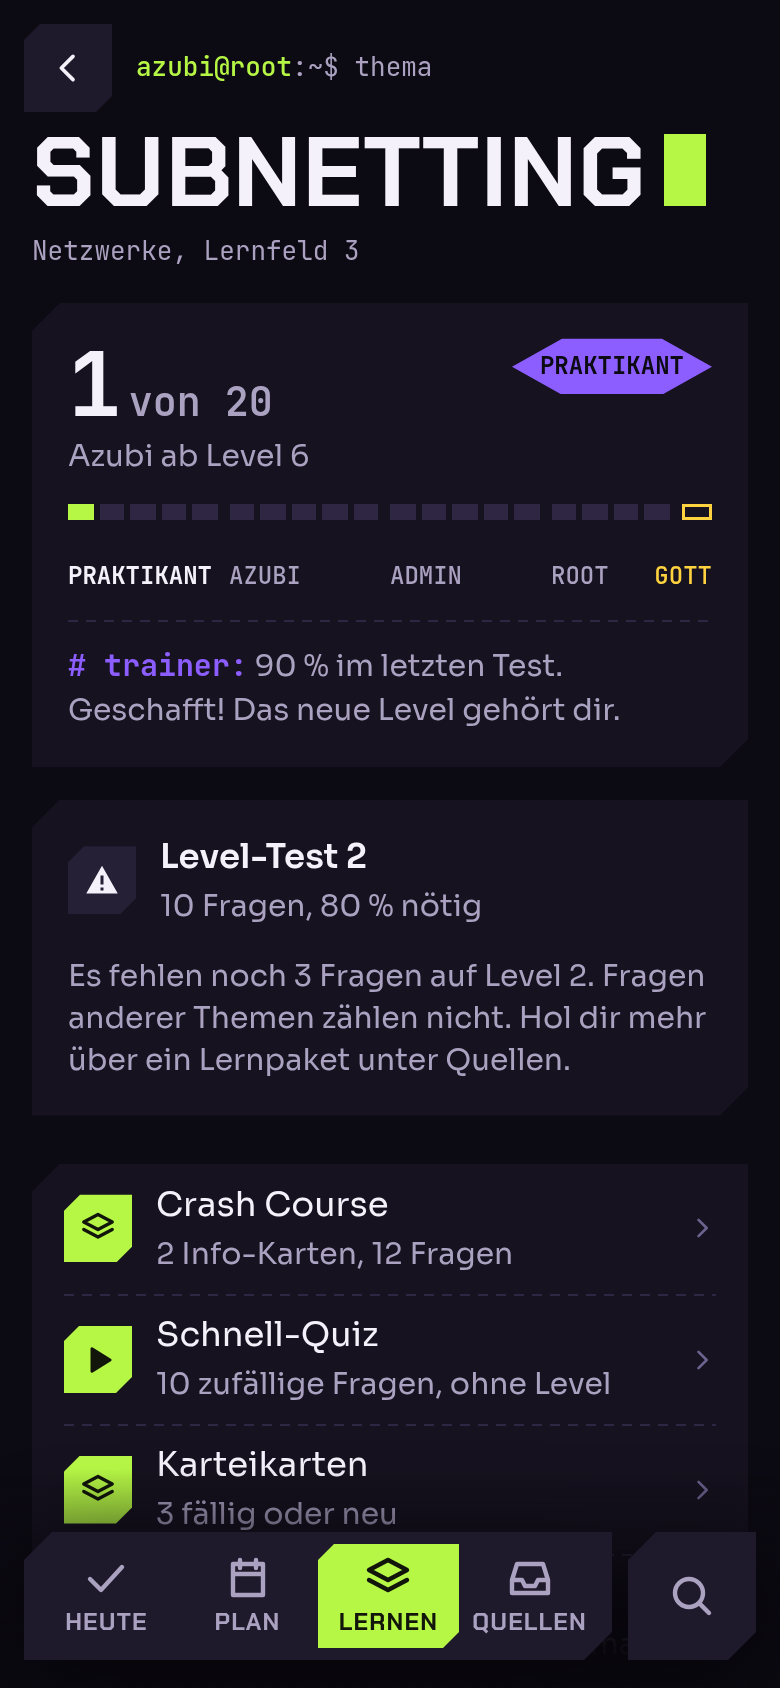 azubi@root:~$ thema
SUBNETTING
Netzwerke, Lernfeld 3
1 von 20
PRAKTIKANT
Azubi ab Level 6
PRAKTIKANT AZUBI ADMIN ROOT GOTT
# trainer: 90 % im letzten Test.
Geschafft! Das neue Level gehört dir.
Level-Test 2
10 Fragen, 80 % nötig
Es fehlen noch 3 Fragen auf Level 2. Fragen
anderer Themen zählen nicht. Hol dir mehr
über ein Lernpaket unter Quellen.
Crash Course
2 Info-Karten, 12 Fragen
Schnell-Quiz
10 zufällige Fragen, ohne Level
Karteikarten
3 fällig oder neu
HEUTE PLAN LERNEN QUELLEN